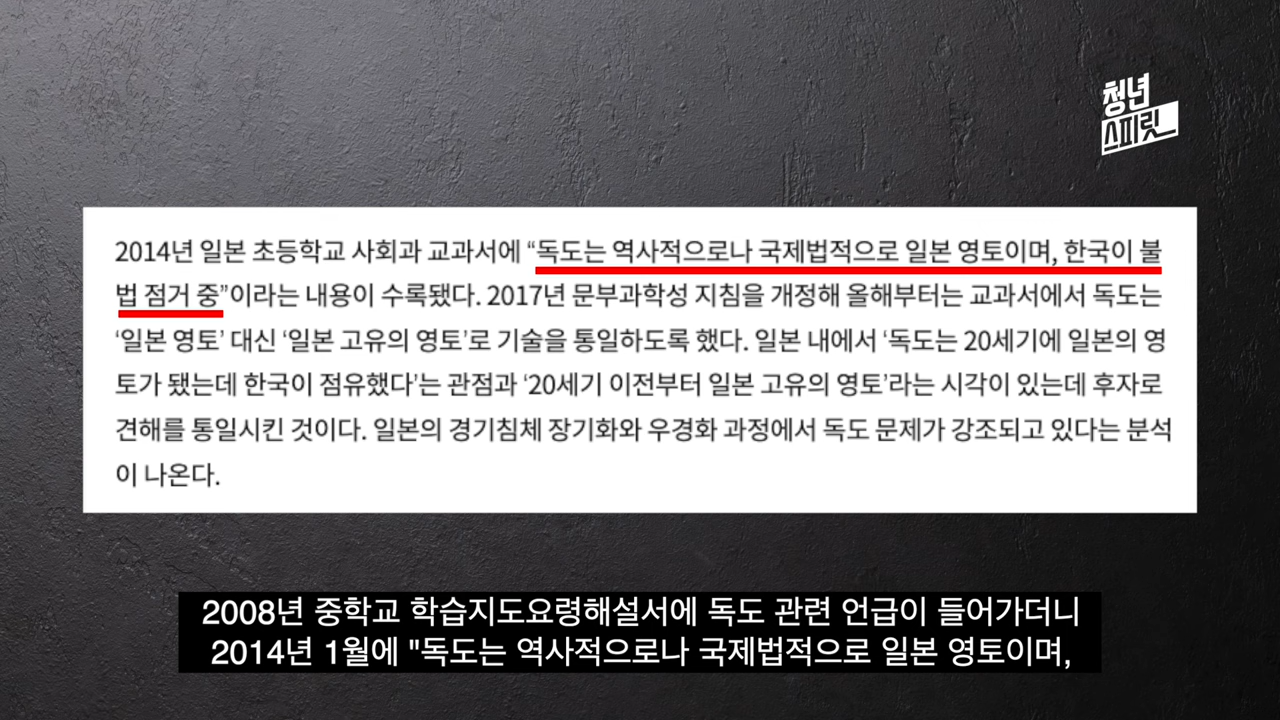 청년
스피릿
2014년 일본 초등학교 사회과 교과서에 “독도는 역사적으로나 국제법적으로 일본 영토이며, 한국이 불
법 점거 중”이라는 내용이 수록됐다. 2017년 문부과학성 지침을 개정해 올해부터는 교과서에서 독도는
‘일본 영토’ 대신 ‘일본 고유의 영토’로 기술을 통일하도록 했다. 일본 내에서 ‘독도는 20세기에 일본의 영
토가 됐는데 한국이 점유했다’는 관점과 ‘20세기 이전부터 일본 고유의 영토’라는 시각이 있는데 후자로
견해를 통일시킨 것이다. 일본의 경기침체 장기화와 우경화 과정에서 독도 문제가 강조되고 있다는 분석
이 나온다.
2008년 중학교 학습지도요령해설서에 독도 관련 언급이 들어가더니
2014년 1월에 "독도는 역사적으로나 국제법적으로 일본 영토이며,